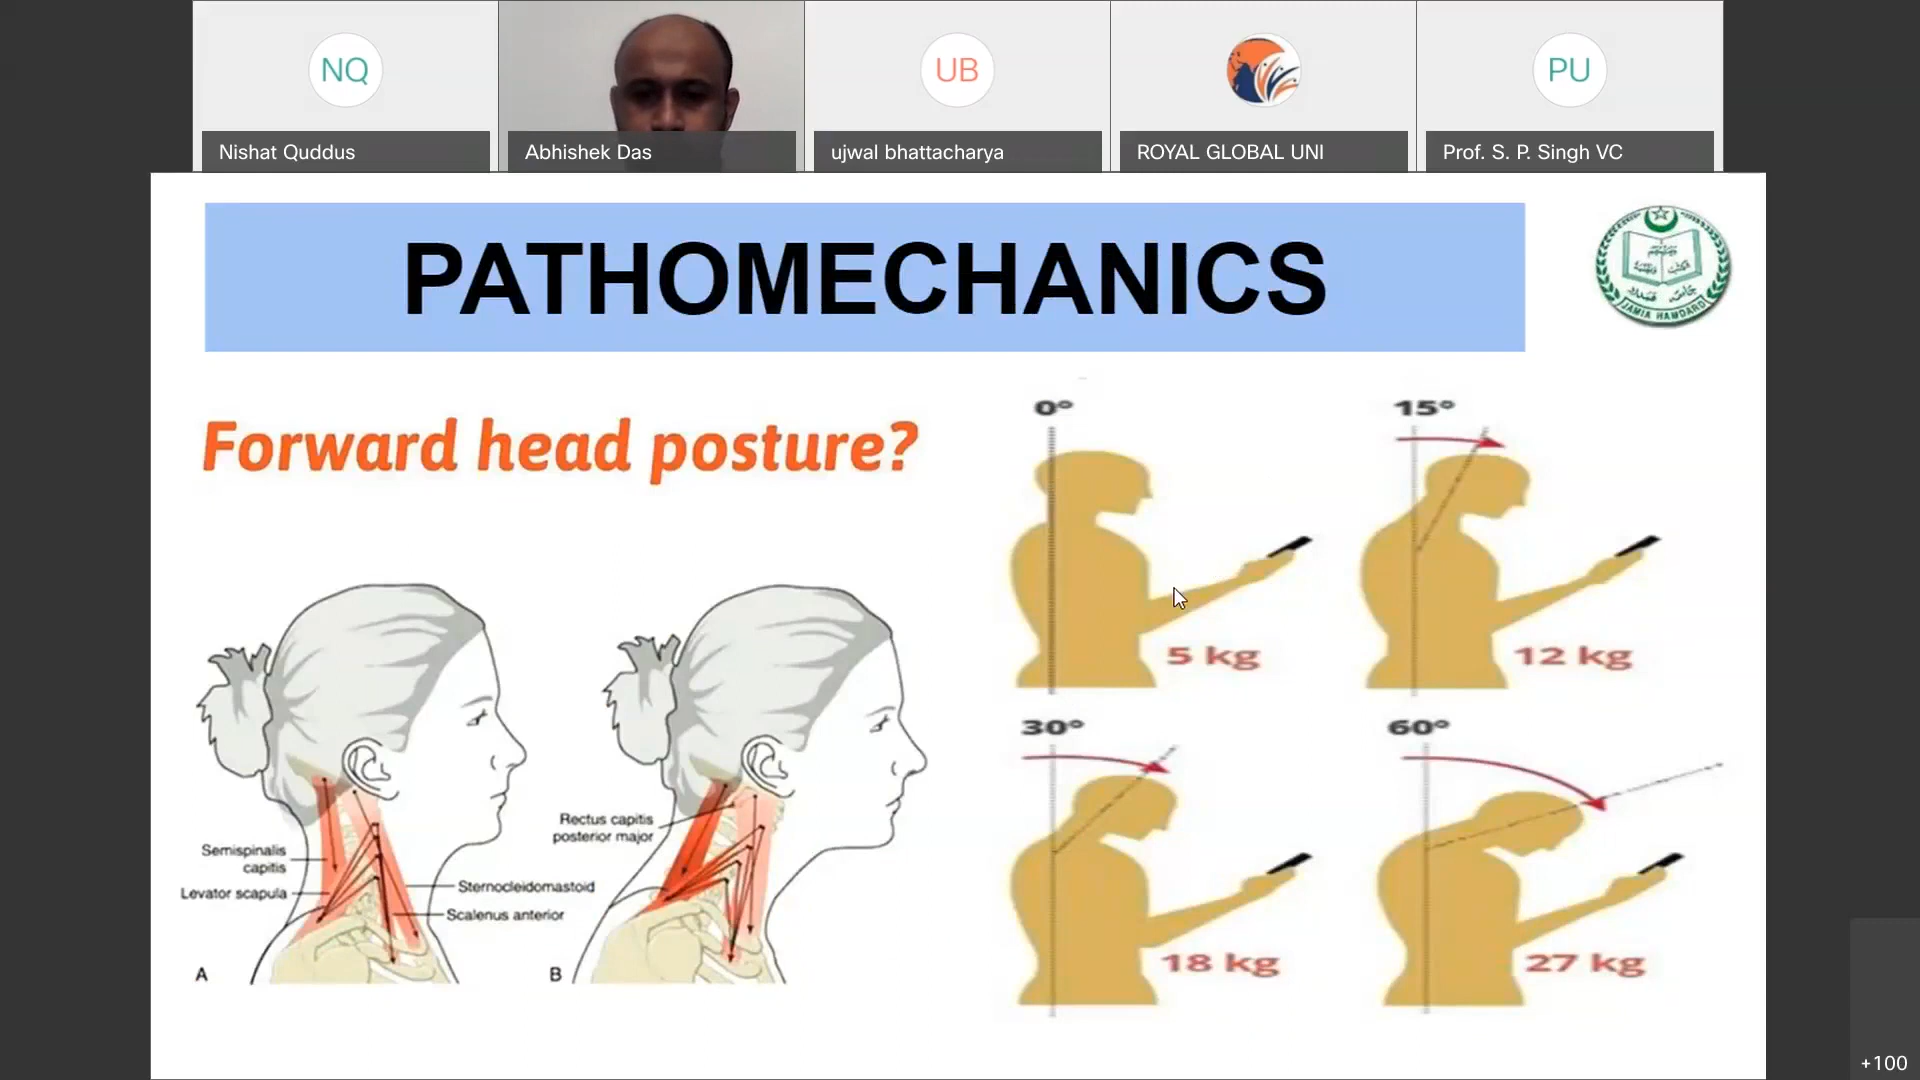 NQ
UB
PU
Nishat Quddus
Abhishek Das
ujwal bhattacharya
ROYAL GLOBAL UNI
Prof. S. P. Singh VC
PATHOMECHANICS
JAMIA HAMDARD
Forward head posture?
Semispinalis
capitis
Levator scapula
Sternocleidomastoid
Scalenus anterior
A
Rectus capitis
posterior major
B
0°
15°
5 kg
12 kg
30°
60°
18 kg
27 kg
+100